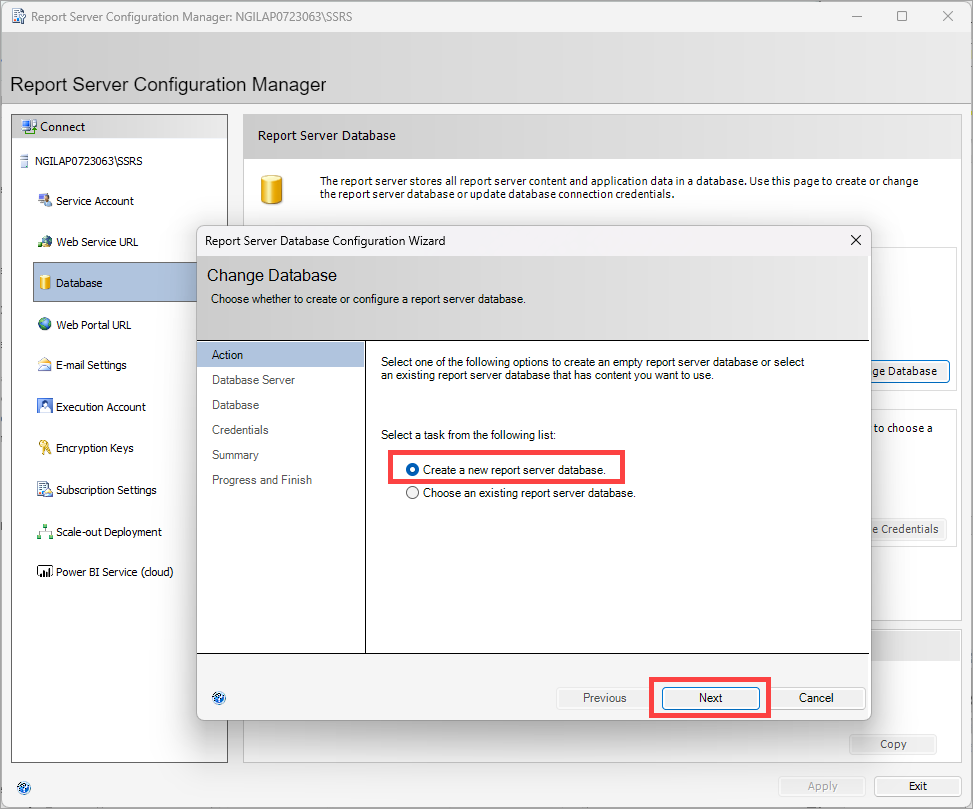 Report Server Configuration Manager: NGILAP0723063\SSRS
Report Server Configuration Manager
Connect
NGILAP0723063\SSRS
Service Account
Web Service URL
Database
Web Portal URL
E-mail Settings
Execution Account
Encryption Keys
Subscription Settings
Scale-out Deployment
Power BI Service (cloud)
Report Server Database
The report server stores all report server content and application data in a database. Use this page to create or change
the report server database or update database connection credentials.
ge Database
to choose a
e Credentials
Report Server Database Configuration Wizard
Change Database
Choose whether to create or configure a report server database.
Action
Database Server
Database
Credentials
Summary
Progress and Finish
Select one of the following options to create an empty report server database or select
an existing report server database that has content you want to use.
Select a task from the following list:
Create a new report server database.
Choose an existing report server database.
Previous
Next
Cancel
Copy
Apply
Exit